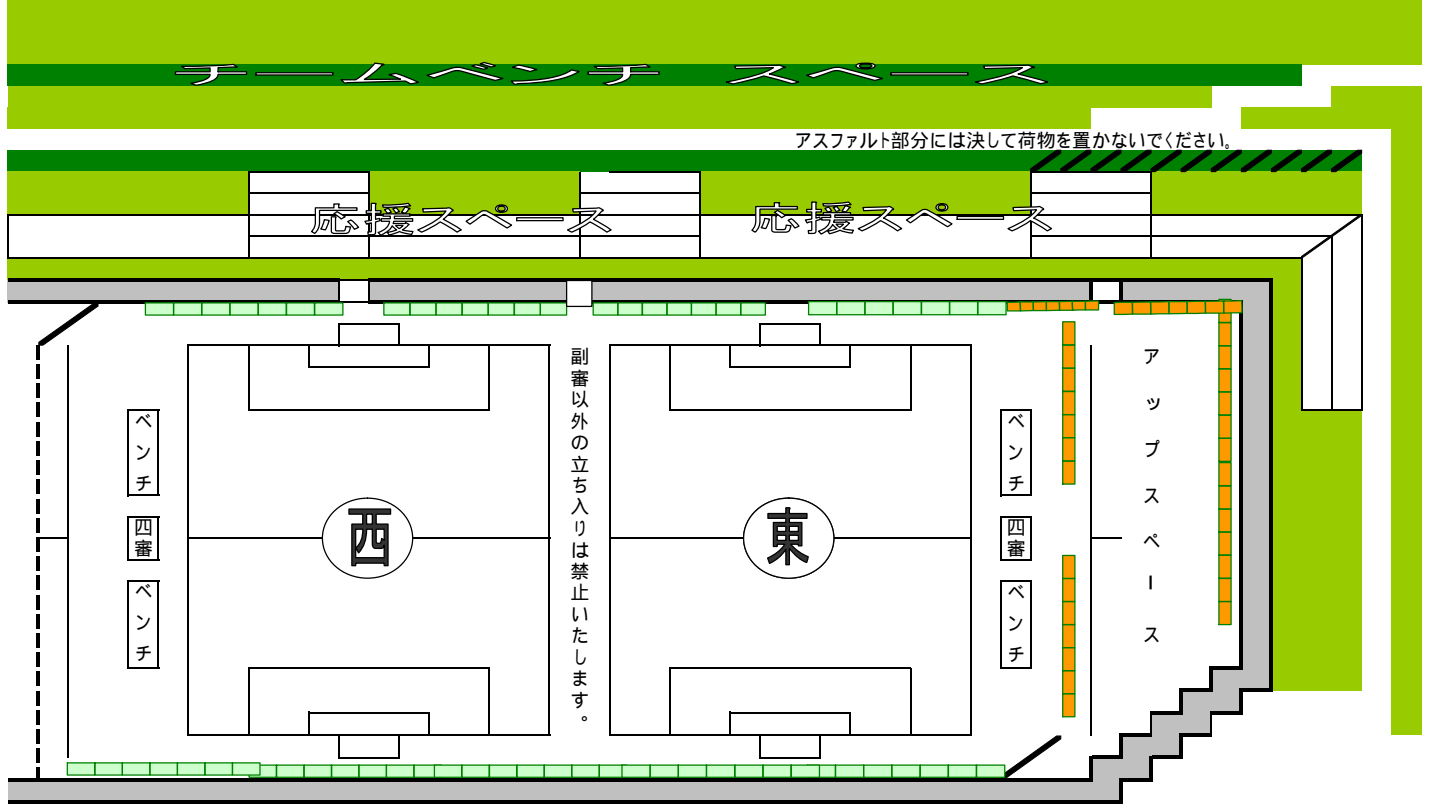 チームベンチ スペース
アスファルト部分には決して荷物を置かないでください。
応援スペース
応援スペース
ベンチ
四審
ベンチ
西
副審以外の立ち入りは禁止いたします。
東
ベンチ
四審
ベンチ
アップスペース